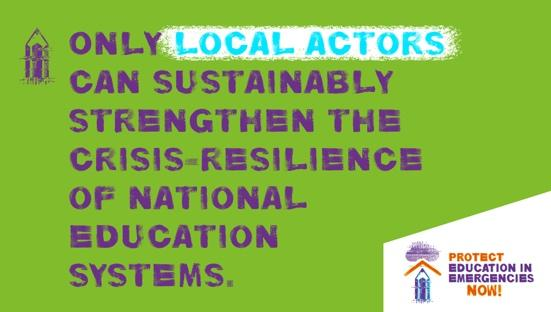 ONLY LOCAL ACTORS
CAN SUSTAINABLY
STRENGTHEN THE
CRISIS-RESILIENCE
OF NATIONAL
EDUCATION
SYSTEMS.
PROTECT
EDUCATION IN
EMERGENCIES
NOW!